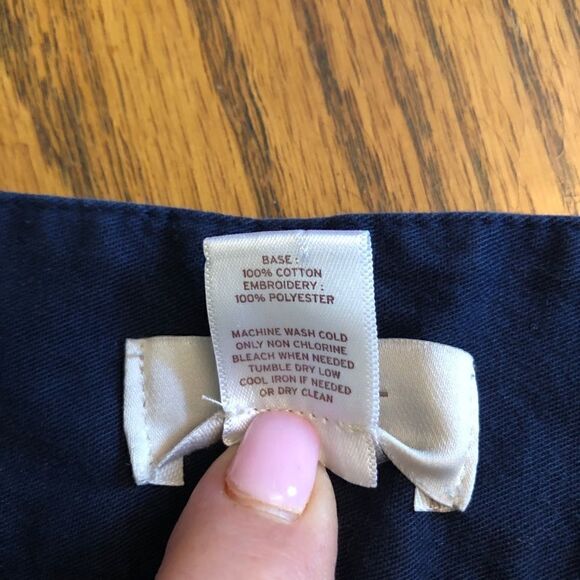 BASE :
100% COTTON
EMBROIDERY :
100% POLYESTER
MACHINE WASH COLD
ONLY NON CHLORINE
BLEACH WHEN NEEDED
TUMBLE DRY LOW
COOL IRON IF NEEDED
OR DRY CLEAN